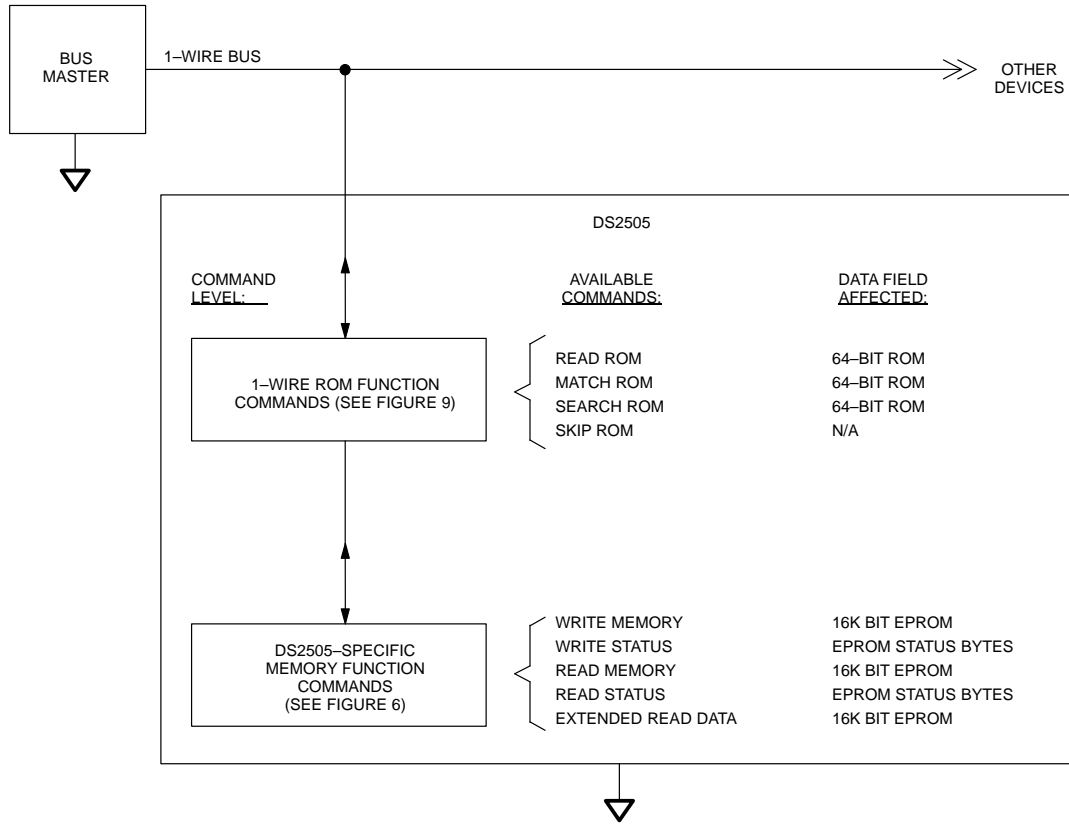 BUS
MASTER
1–WIRE BUS
OTHER
DEVICES
DS2505
COMMAND
LEVEL:
AVAILABLE
COMMANDS:
DATA FIELD
AFFECTED:
1–WIRE ROM FUNCTION
COMMANDS (SEE FIGURE 9)
READ ROM 64–BIT ROM
MATCH ROM 64–BIT ROM
SEARCH ROM 64–BIT ROM
SKIP ROM N/A
DS2505–SPECIFIC
MEMORY FUNCTION
COMMANDS
(SEE FIGURE 6)
WRITE MEMORY 16K BIT EPROM
WRITE STATUS EPROM STATUS BYTES
READ MEMORY 16K BIT EPROM
READ STATUS EPROM STATUS BYTES
EXTENDED READ DATA 16K BIT EPROM